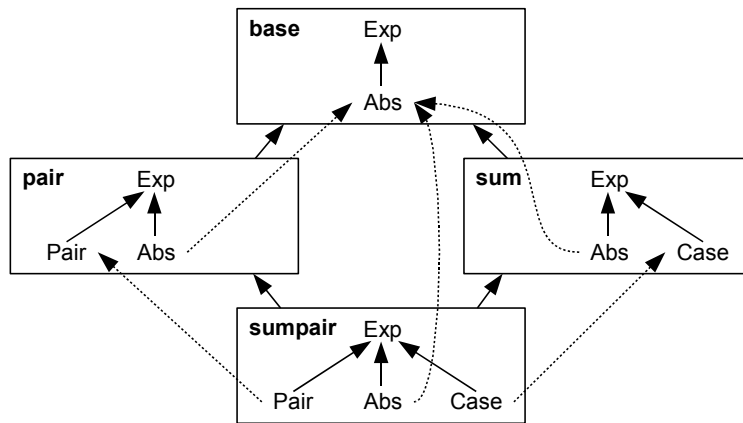 base Exp
Abs
pair Exp
Pair Abs
sum Exp
Abs Case
sumpair Exp
Pair Abs Case